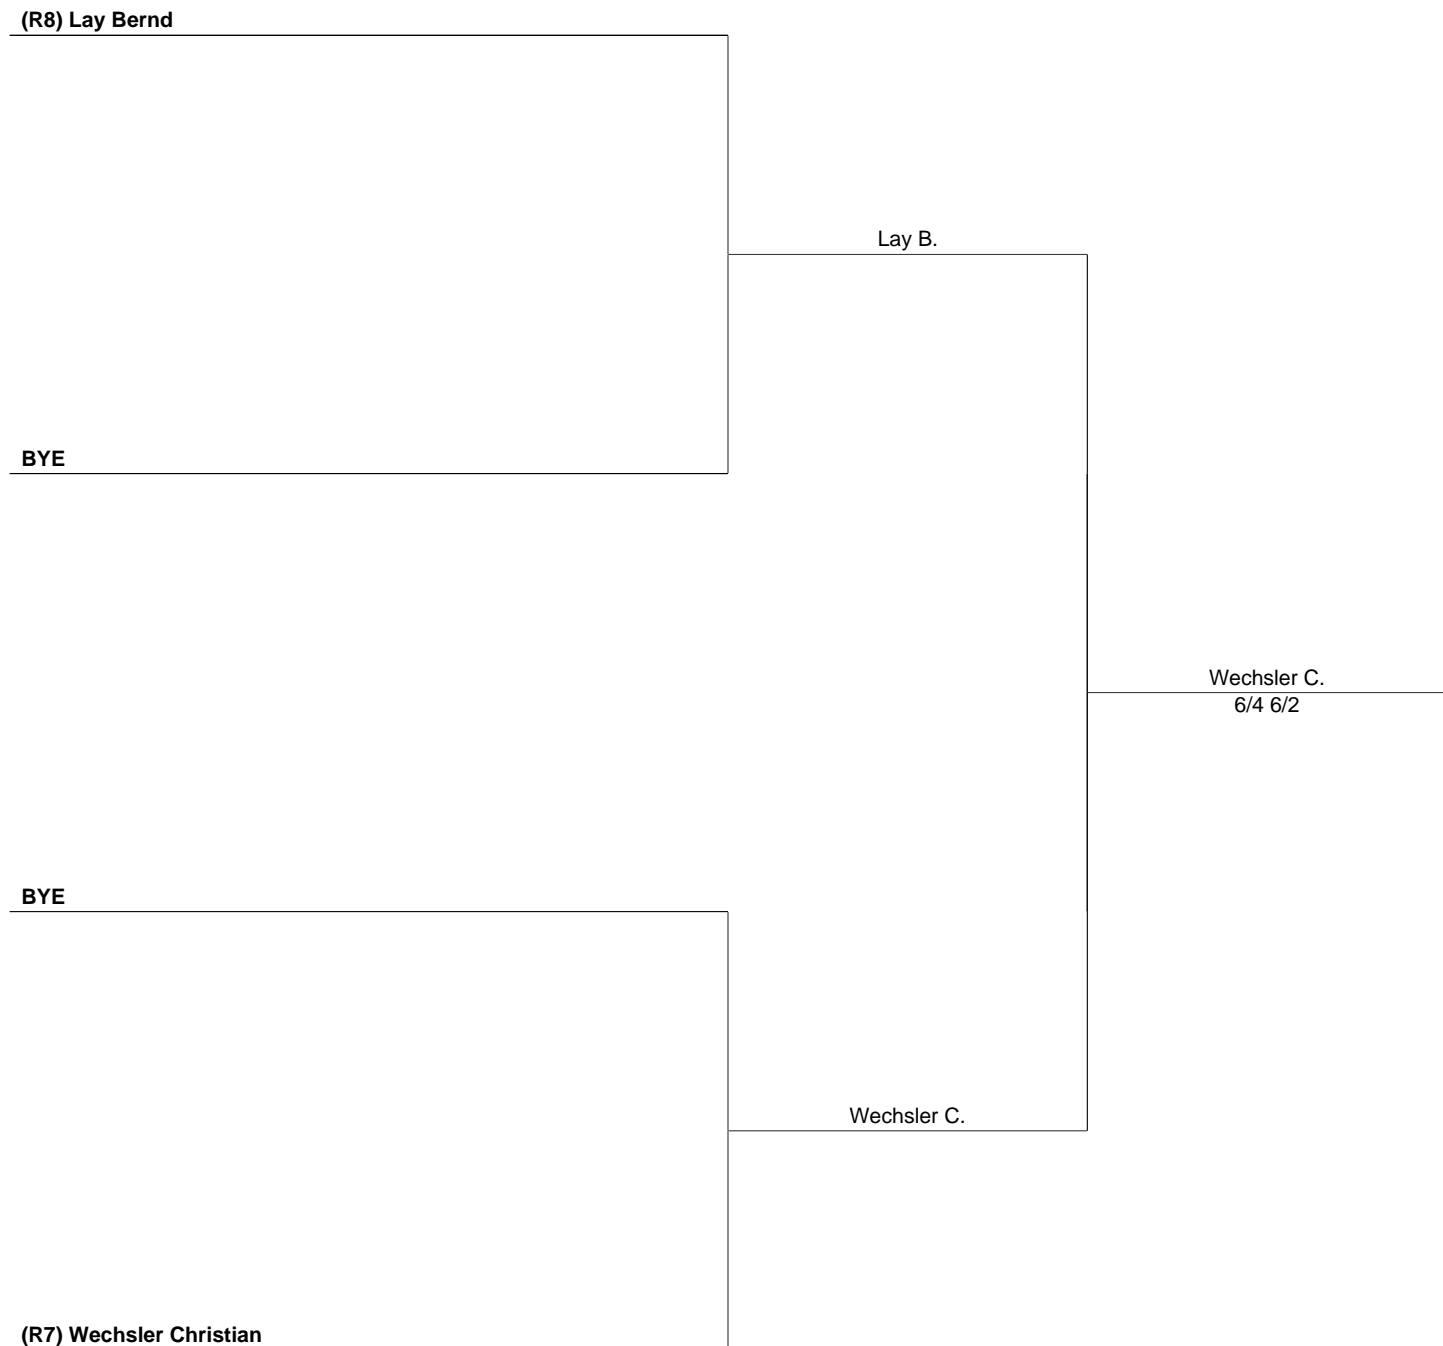 (R8) Lay Bernd
Lay B.
BYE
Wechsler C.
6/4 6/2
BYE
Wechsler C.
(R7) Wechsler Christian